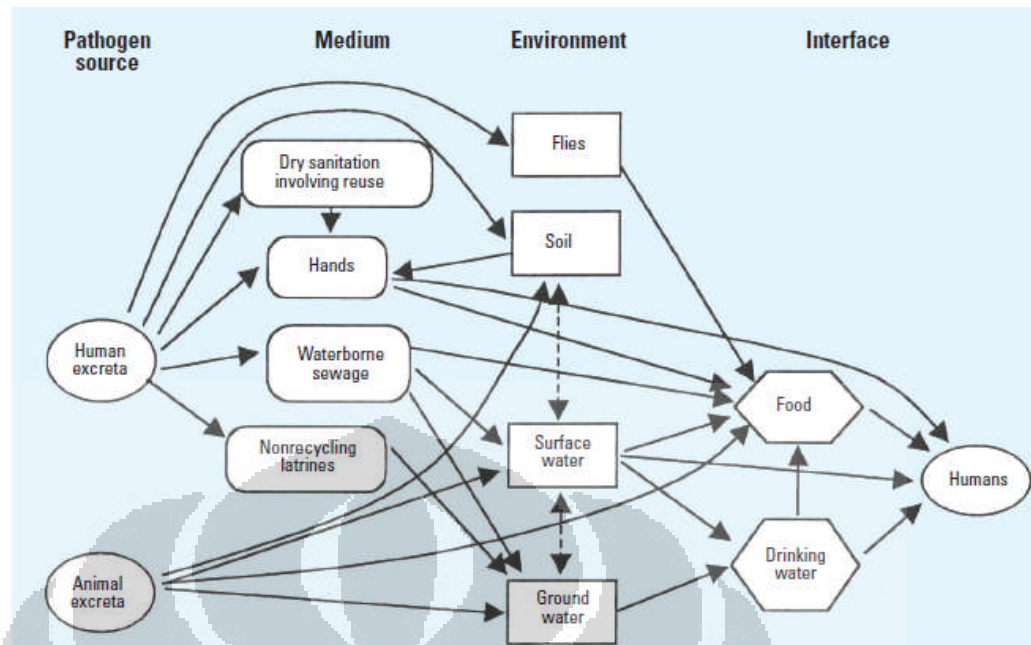 Pathogen
source
Medium
Environment
Interface
Flies
Dry sanitation
involving reuse
Soil
Hands
Human
excreta
Waterborne
sewage
Food
Nonrecycling
latrines
Surface
water
Humans
Drinking
water
Animal
excreta
Ground
water